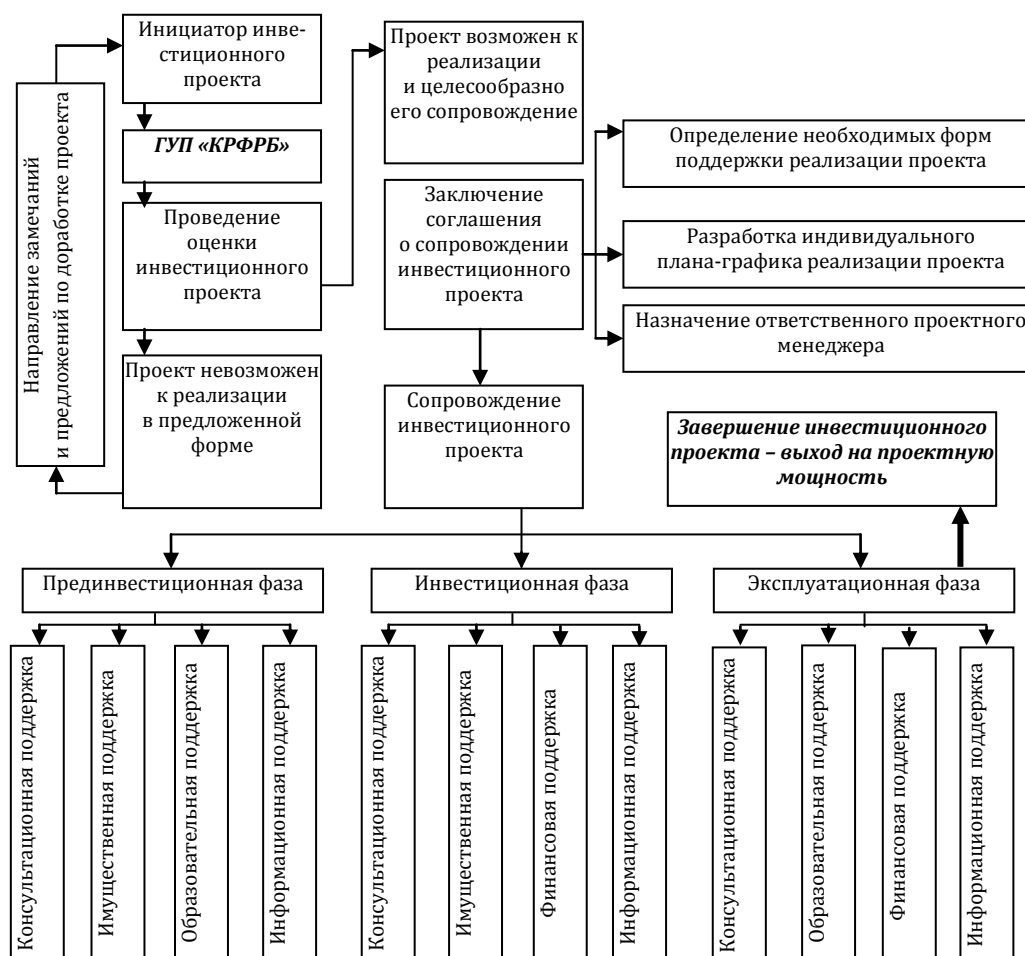 Инициатор инве-
стиционного
проекта
ГУП «КРФРБ»
Проведение
оценки
инвестиционного
проекта
Проект невозможен
к реализации
в предложенной
форме
Направление замечаний
и предложений по доработке проекта
Проект возможен к
реализации
и целесообразно
его сопровождение
Заключение
соглашения
о сопровождении
инвестиционного
проекта
Определение необходимых форм
поддержки реализации проекта
Разработка индивидуального
плана-графика реализации проекта
Назначение ответственного проектного
менеджера
Сопровождение
инвестиционного
проекта
Завершение инвестиционного
проекта – выход на проектную
мощность
Прединвестиционная фаза
Инвестиционная фаза
Эксплуатационная фаза
Консультационная поддержка
Имущественная поддержка
Образовательная поддержка
Информационная поддержка
Консультационная поддержка
Имущественная поддержка
Финансовая поддержка
Информационная поддержка
Консультационная поддержка
Образовательная поддержка
Финансовая поддержка
Информационная поддержка